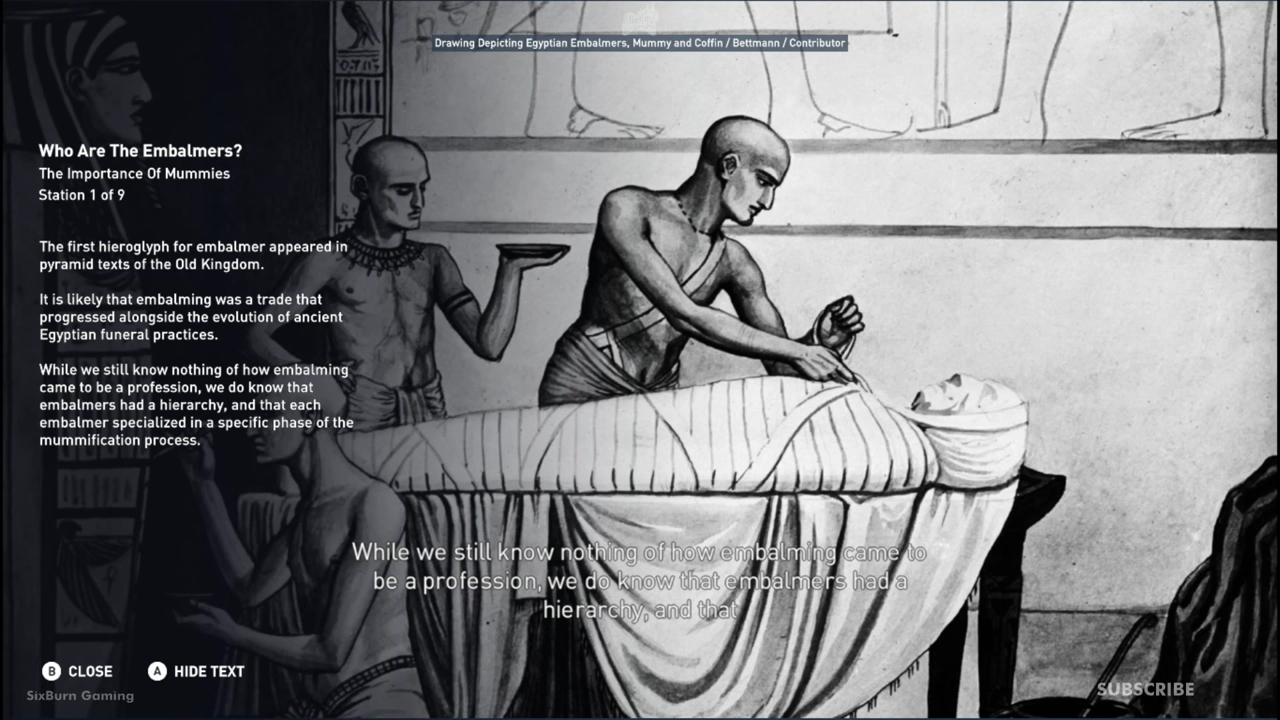 Drawing Depicting Egyptian Embalmers, Mummy and Coffin / Bettmann / Contributor
Who Are The Embalmers?
The Importance Of Mummies
Station 1 of 9
The first hieroglyph for embalmer appeared in
pyramid texts of the Old Kingdom.
It is likely that embalming was a trade that
progressed alongside the evolution of ancient
Egyptian funeral practices.
While we still know nothing of how embalming
came to be a profession, we do know that
embalmers had a hierarchy, and that each
embalmer specialized in a specific phase of the
mummification process.
While we still know nothing of how embalming came to
be a profession, we do know that embalmers had a
hierarchy, and that
B CLOSE A HIDE TEXT
SixBurn Gaming
SUBSCRIBE